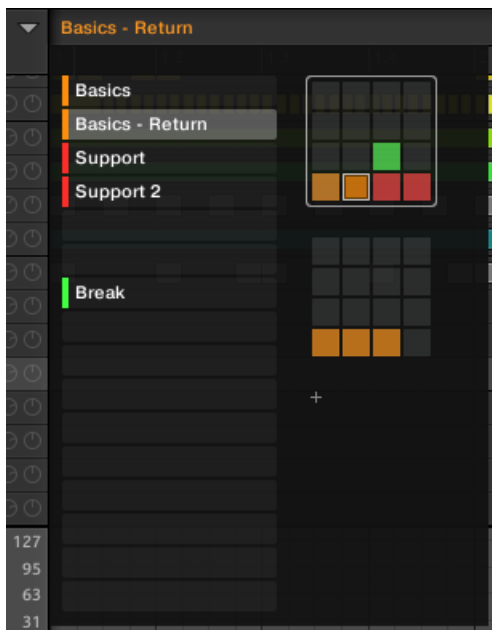 Basics - Return
Basics
Basics - Return
Support
Support 2
Break
+
127
95
63
31